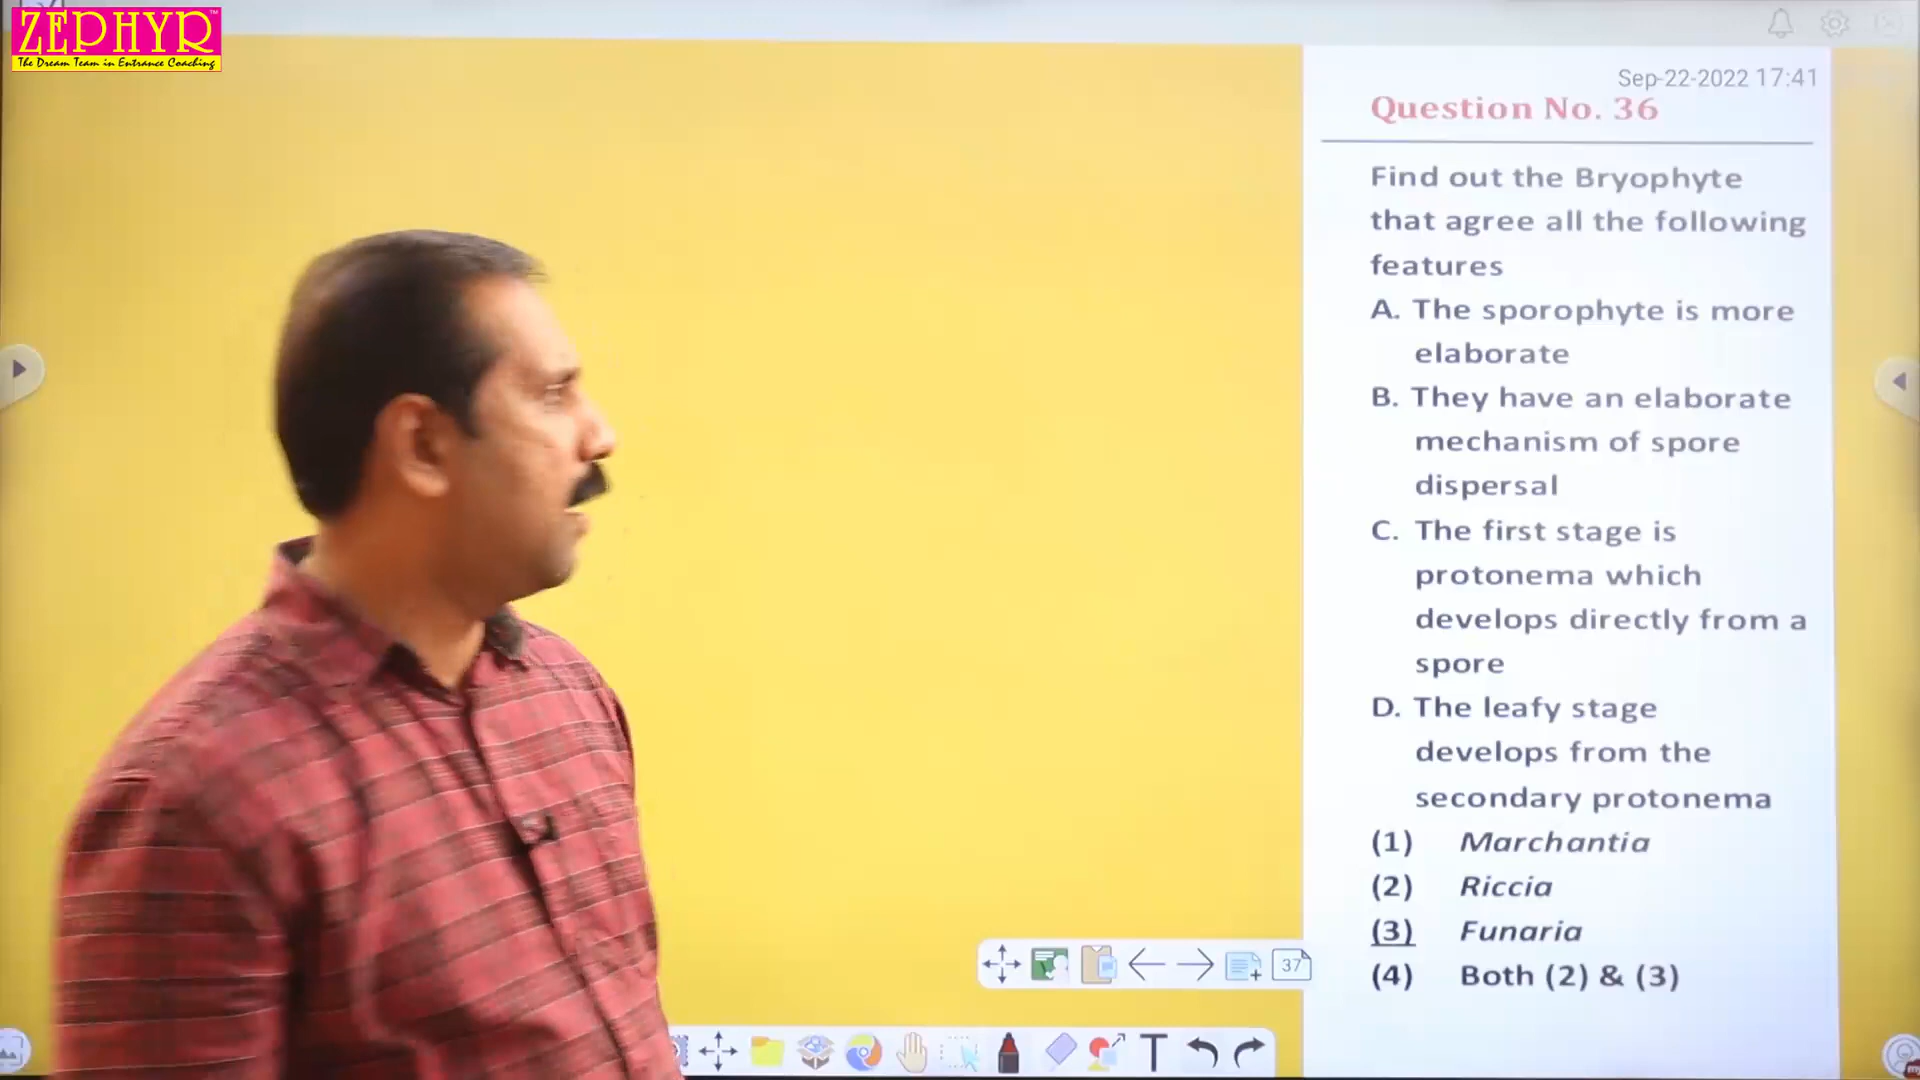 ZEPHYR™
The Dream Team in Entrance Coaching
Sep-22-2022 17:41
Question No. 36
Find out the Bryophyte
that agree all the following
features
A. The sporophyte is more
elaborate
B. They have an elaborate
mechanism of spore
dispersal
C. The first stage is
protonema which
develops directly from a
spore
D. The leafy stage
develops from the
secondary protonema
(1) Marchantia
(2) Riccia
(3) Funaria
(4) Both (2) & (3)
37
T